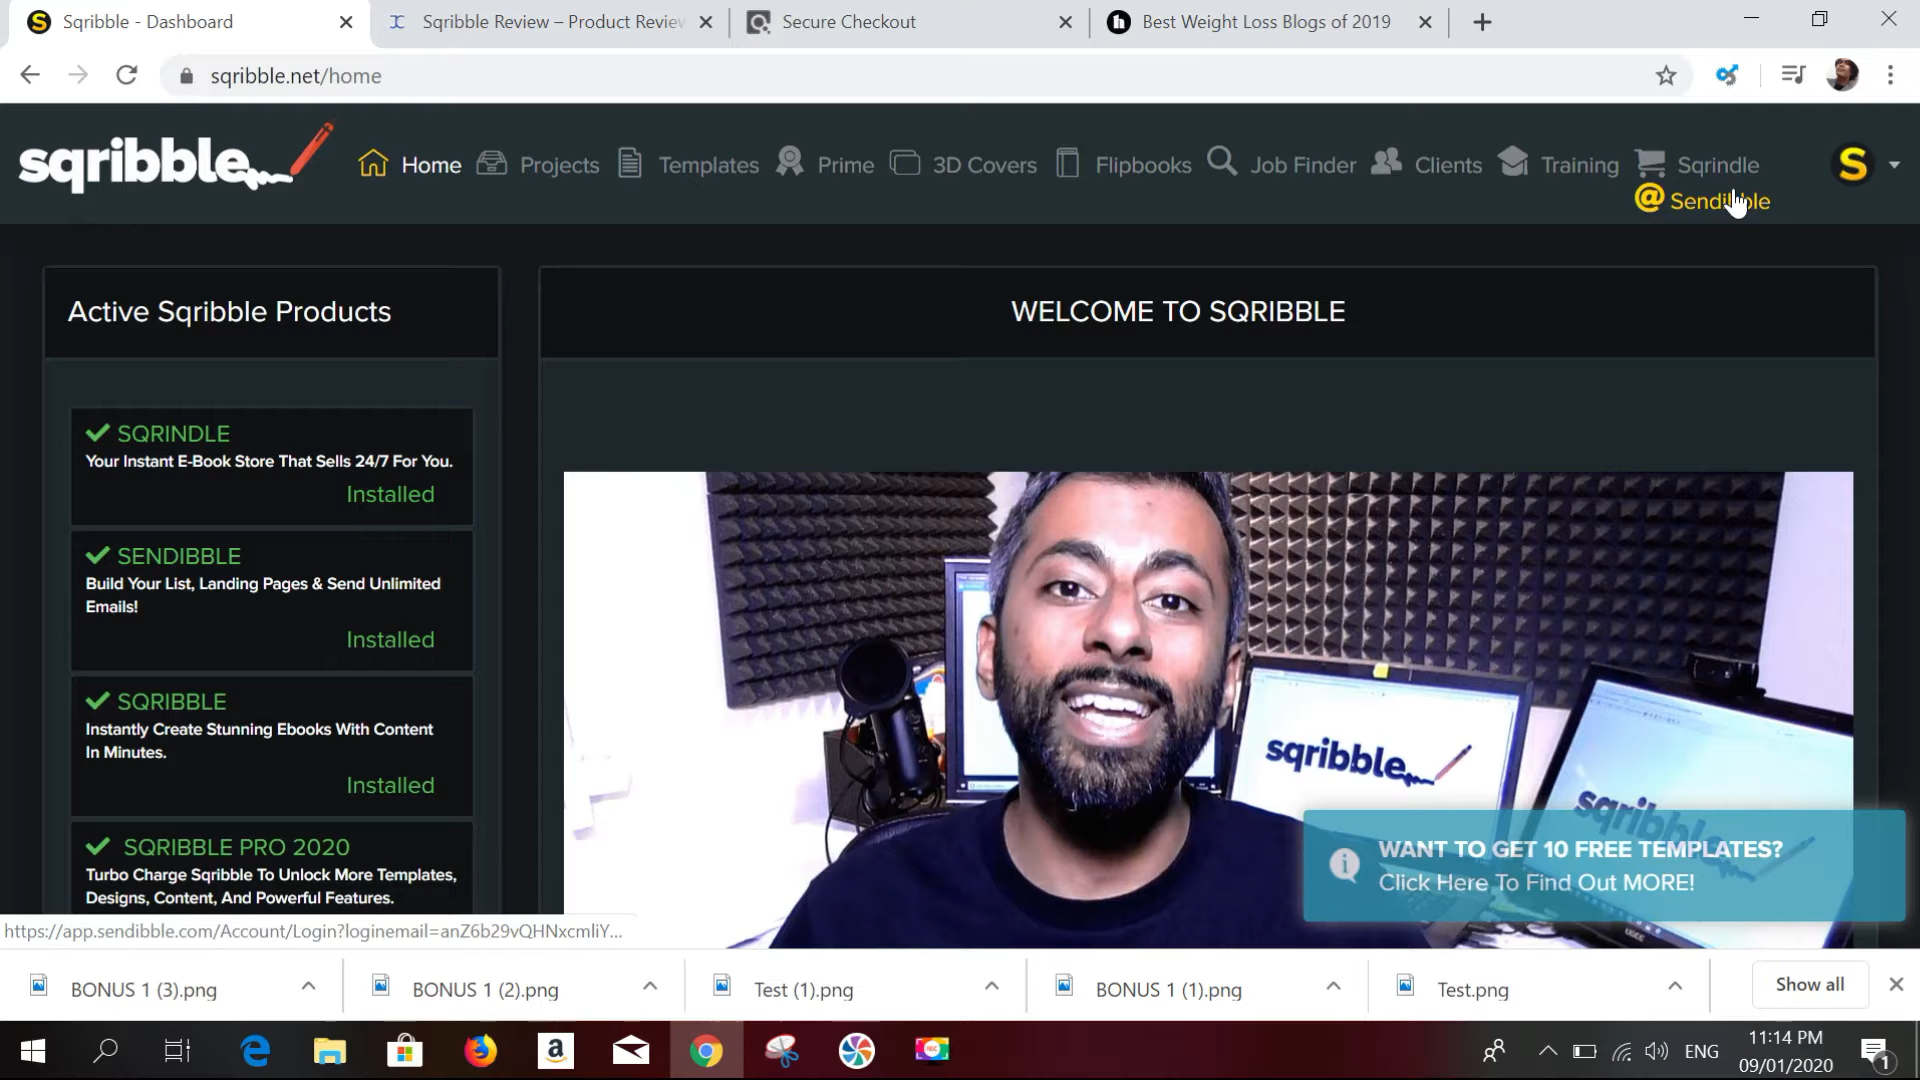 Sqribble - Dashboard
Sqribble Review – Product Review
Secure Checkout
Best Weight Loss Blogs of 2019
sqribble.net/home
sqribble
Home
Projects
Templates
Prime
3D Covers
Flipbooks
Job Finder
Clients
Training
Sqrindle
S
@ Sendibble
Active Sqribble Products
WELCOME TO SQRIBBLE
SQRINDLE
Your Instant E-Book Store That Sells 24/7 For You.
Installed
SENDIBBLE
Build Your List, Landing Pages & Send Unlimited
Emails!
Installed
SQRIBBLE
Instantly Create Stunning Ebooks With Content
In Minutes.
Installed
SQRIBBLE PRO 2020
Turbo Charge Sqribble To Unlock More Templates,
Designs, Content, And Powerful Features.
sqribble
sqribble
WANT TO GET 10 FREE TEMPLATES?
Click Here To Find Out MORE!
https://app.sendibble.com/Account/Login?loginemail=anZ6b29vQHNxcmliY...
BONUS 1 (3).png
BONUS 1 (2).png
Test (1).png
BONUS 1 (1).png
Test.png
Show all
REC
ENG
11:14 PM
09/01/2020
1